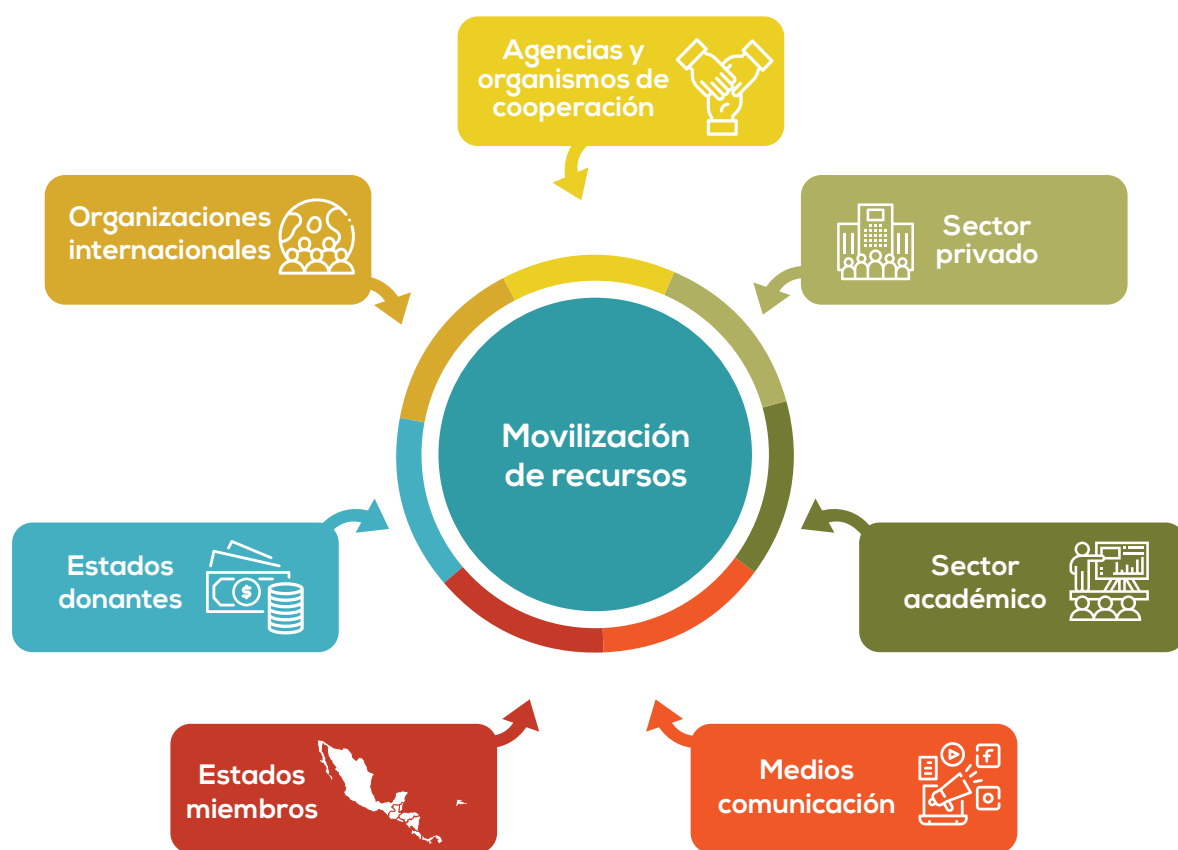 Agencias y
organismos de
cooperación
Organizaciones
internacionales
Sector
privado
Movilización
de recursos
Estados
donantes
$
Sector
académico
Estados
miembros
Medios
comunicación
f